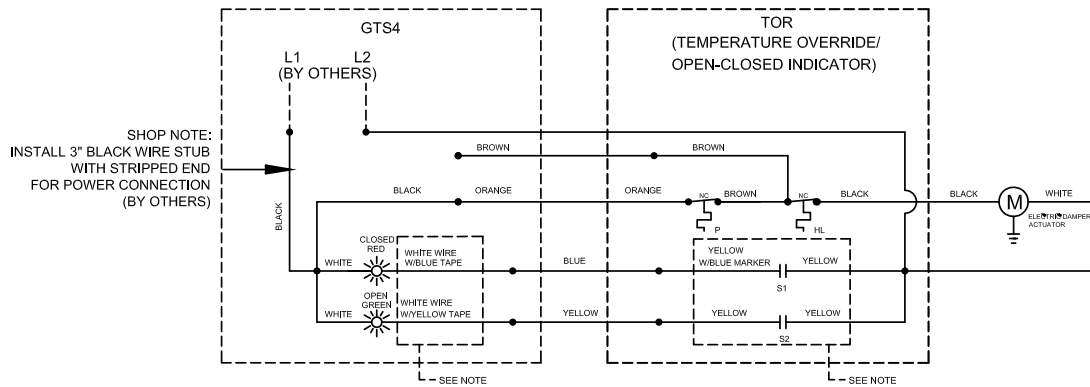 GTS4
TOR
(TEMPERATURE OVERRIDE/
OPEN-CLOSED INDICATOR)
L1 L2
(BY OTHERS)
SHOP NOTE:
INSTALL 3" BLACK WIRE STUB
WITH STRIPPED END
FOR POWER CONNECTION
(BY OTHERS)
BROWN BROWN
BLACK ORANGE ORANGE NC BROWN NC BLACK BLACK M WHITE
P HL
ELECTRIC DAMPER
ACTUATOR
BLACK
CLOSED
RED
WHITE
WHITE WIRE
W/BLUE TAPE
BLUE
YELLOW
W/BLUE MARKER
YELLOW
S1
OPEN
GREEN
WHITE
WHITE WIRE
W/YELLOW TAPE
YELLOW
YELLOW
YELLOW
S2
SEE NOTE SEE NOTE